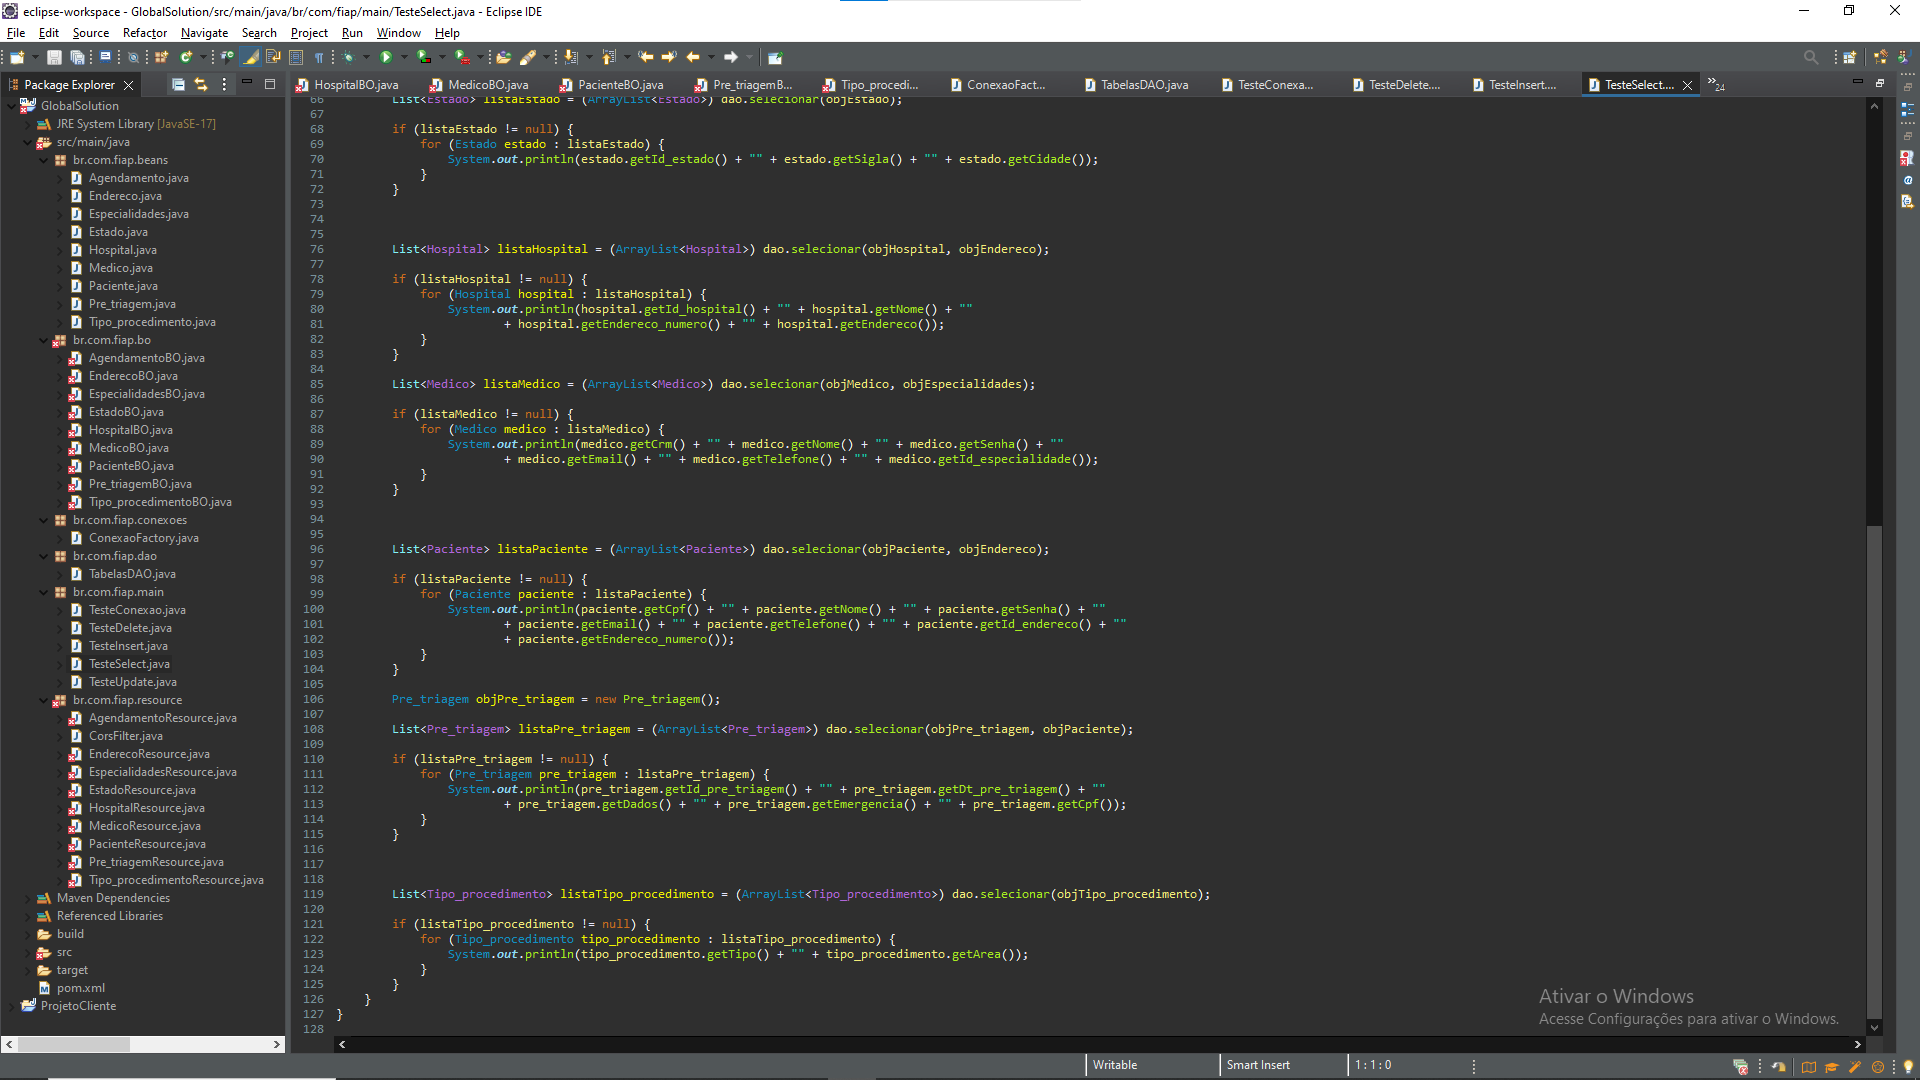 eclipse-workspace - GlobalSolution/src/main/java/br/com/fiap/main/TesteSelect.java - Eclipse IDE
File Edit Source Refactor Navigate Search Project Run Window Help
Package Explorer
HospitalBO.java MedicoBO.java PacienteBO.java Pre_triagemB... Tipo_procedi... ConexaoFact... TabelasDAO.java TesteConexa... TesteDelete.... TesteInsert.... TesteSelect.... 24
GlobalSolution
JRE System Library [JavaSE-17]
src/main/java
br.com.fiap.beans
Agendamento.java
Endereco.java
Especialidades.java
Estado.java
Hospital.java
Medico.java
Paciente.java
Pre_triagem.java
Tipo_procedimento.java
br.com.fiap.bo
AgendamentoBO.java
EnderecoBO.java
EspecialidadesBO.java
EstadoBO.java
HospitalBO.java
MedicoBO.java
PacienteBO.java
Pre_triagemBO.java
Tipo_procedimentoBO.java
br.com.fiap.conexoes
ConexaoFactory.java
br.com.fiap.dao
TabelasDAO.java
br.com.fiap.main
TesteConexao.java
TesteDelete.java
TesteInsert.java
TesteSelect.java
TesteUpdate.java
br.com.fiap.resource
AgendamentoResource.java
CorsFilter.java
EnderecoResource.java
EspecialidadesResource.java
EstadoResource.java
HospitalResource.java
MedicoResource.java
PacienteResource.java
Pre_triagemResource.java
Tipo_procedimentoResource.java
Maven Dependencies
Referenced Libraries
build
src
target
pom.xml
ProjetoCliente
66 List<Estado> listaEstado = (ArrayList<Estado>) dao.selecionar(objEstado);
67
68 if (listaEstado != null) {
69 for (Estado estado : listaEstado) {
70 System.out.println(estado.getId_estado() + "" + estado.getSigla() + "" + estado.getCidade());
71 }
72 }
73
74
75
76 List<Hospital> listaHospital = (ArrayList<Hospital>) dao.selecionar(objHospital, objEndereco);
77
78 if (listaHospital != null) {
79 for (Hospital hospital : listaHospital) {
80 System.out.println(hospital.getId_hospital() + "" + hospital.getNome() + ""
81 + hospital.getEndereco_numero() + "" + hospital.getEndereco());
82 }
83 }
84
85 List<Medico> listaMedico = (ArrayList<Medico>) dao.selecionar(objMedico, objEspecialidades);
86
87 if (listaMedico != null) {
88 for (Medico medico : listaMedico) {
89 System.out.println(medico.getCrm() + "" + medico.getNome() + "" + medico.getSenha() + ""
90 + medico.getEmail() + "" + medico.getTelefone() + "" + medico.getId_especialidade());
91 }
92 }
93
94
95
96 List<Paciente> listaPaciente = (ArrayList<Paciente>) dao.selecionar(objPaciente, objEndereco);
97
98 if (listaPaciente != null) {
99 for (Paciente paciente : listaPaciente) {
100 System.out.println(paciente.getCpf() + "" + paciente.getNome() + "" + paciente.getSenha() + ""
101 + paciente.getEmail() + "" + paciente.getTelefone() + "" + paciente.getId_endereco() + ""
102 + paciente.getEndereco_numero());
103 }
104 }
105
106 Pre_triagem objPre_triagem = new Pre_triagem();
107
108 List<Pre_triagem> listaPre_triagem = (ArrayList<Pre_triagem>) dao.selecionar(objPre_triagem, objPaciente);
109
110 if (listaPre_triagem != null) {
111 for (Pre_triagem pre_triagem : listaPre_triagem) {
112 System.out.println(pre_triagem.getId_pre_triagem() + "" + pre_triagem.getDt_pre_triagem() + ""
113 + pre_triagem.getDados() + "" + pre_triagem.getEmergencia() + "" + pre_triagem.getCpf());
114 }
115 }
116
117
118
119 List<Tipo_procedimento> listaTipo_procedimento = (ArrayList<Tipo_procedimento>) dao.selecionar(objTipo_procedimento);
120
121 if (listaTipo_procedimento != null) {
122 for (Tipo_procedimento tipo_procedimento : listaTipo_procedimento) {
123 System.out.println(tipo_procedimento.getTipo() + "" + tipo_procedimento.getArea());
124 }
125 }
126 }
127 }
128
Ativar o Windows
Acesse Configurações para ativar o Windows.
Writable Smart Insert 1 : 1 : 0